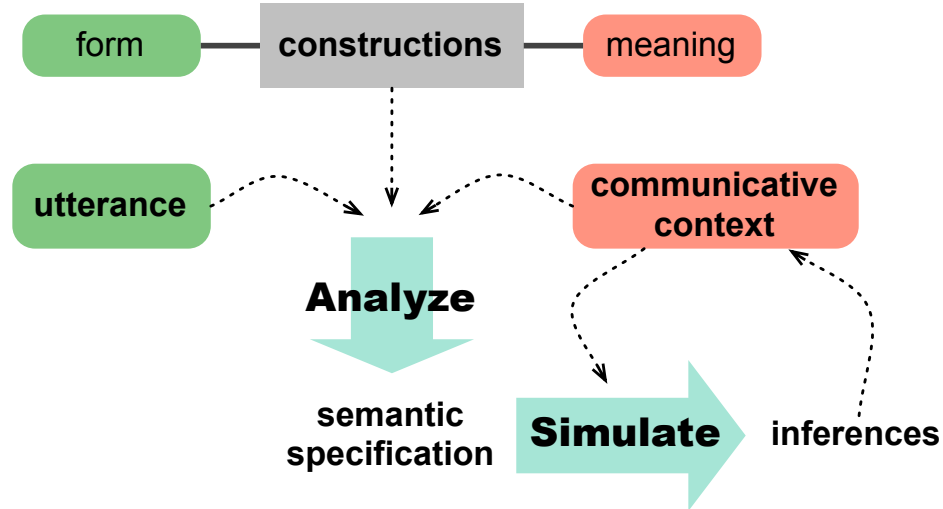 form
constructions
meaning
utterance
communicative
context
Analyze
semantic
specification
Simulate
inferences